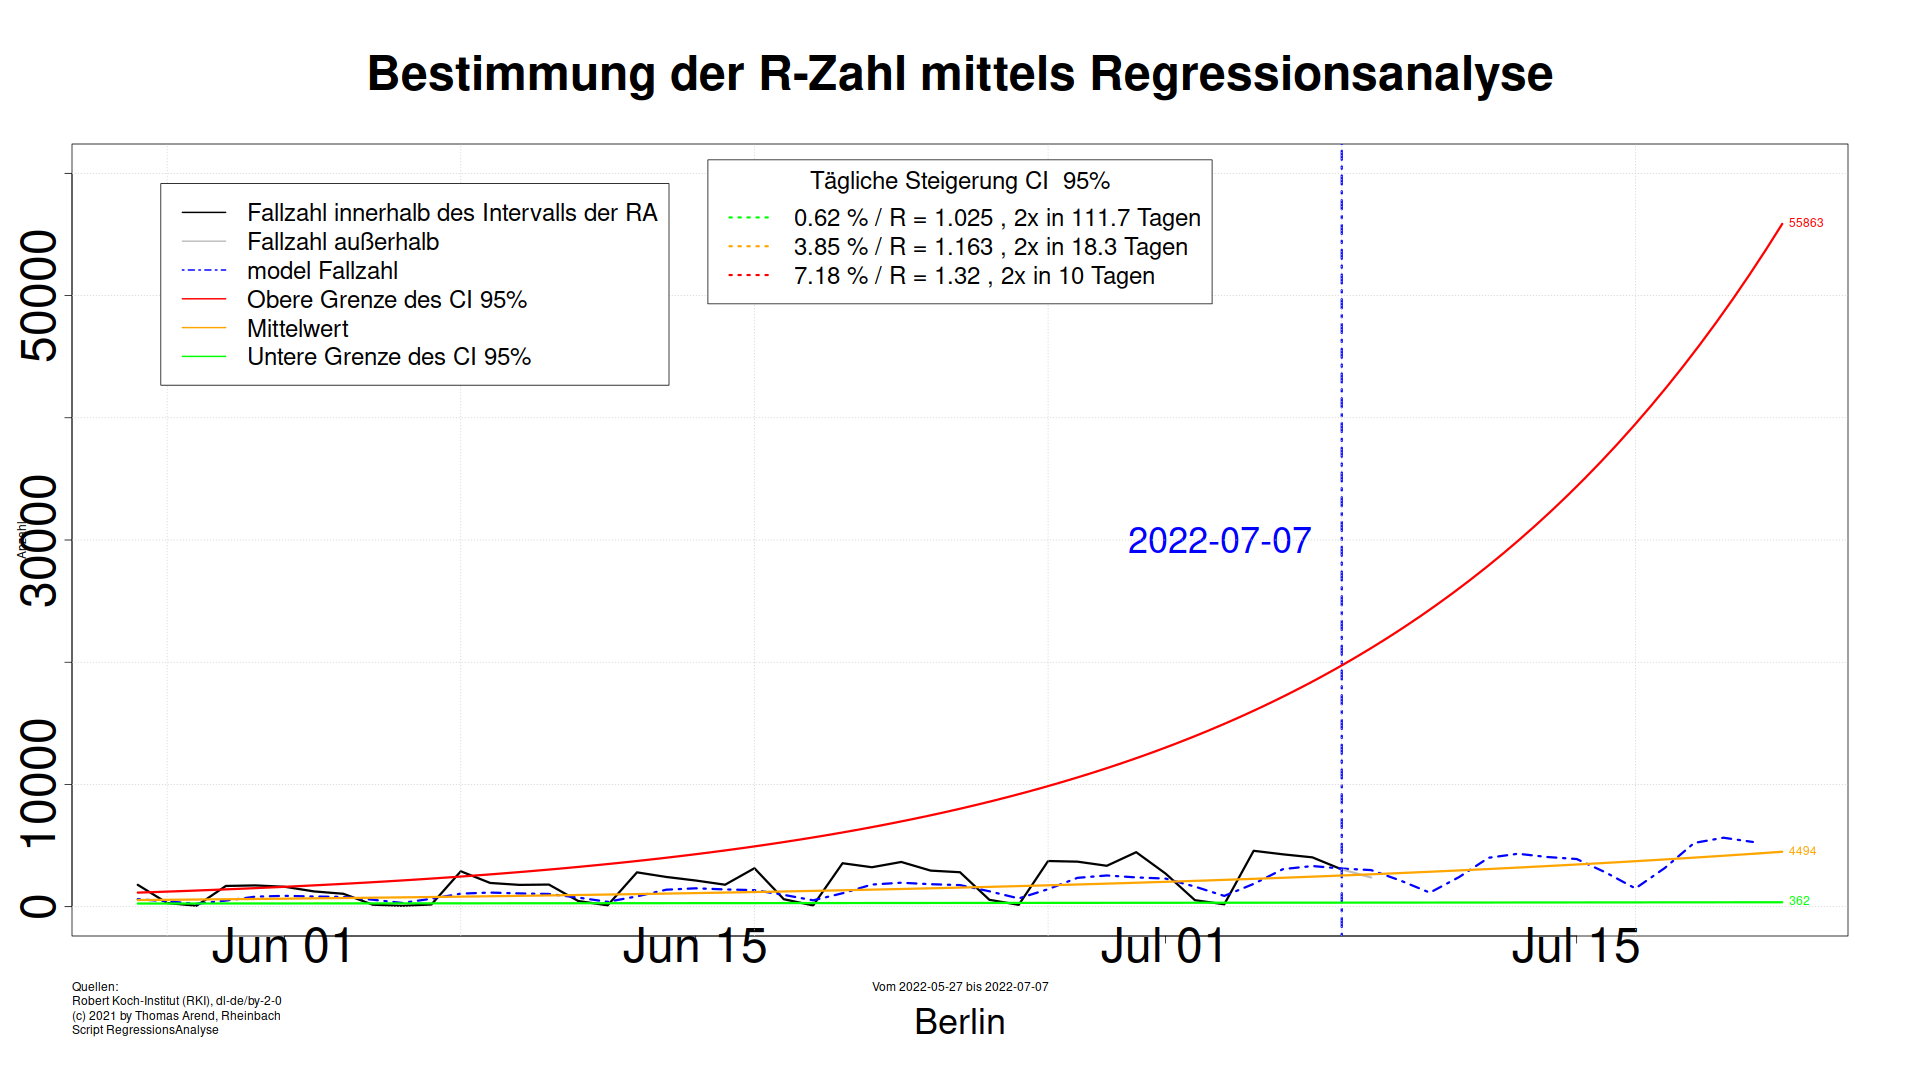 Bestimmung der R-Zahl mittels Regressionsanalyse
Fallzahl innerhalb des Intervalls der RA
Fallzahl außerhalb
model Fallzahl
Obere Grenze des CI 95%
Mittelwert
Untere Grenze des CI 95%
Tägliche Steigerung CI  95%
0.62 % / R = 1.025 , 2x in 111.7 Tagen
3.85 % / R = 1.163 , 2x in 18.3 Tagen
7.18 % / R = 1.32 , 2x in 10 Tagen
55863
50000
2022-07-07
Anzahl
30000
10000
4494
362
0
Jun 01
Jun 15
Jul 01
Jul 15
Quellen:
Robert Koch-Institut (RKI), dl-de/by-2-0
(c) 2021 by Thomas Arend, Rheinbach
Script RegressionsAnalyse
Vom 2022-05-27 bis 2022-07-07
Berlin